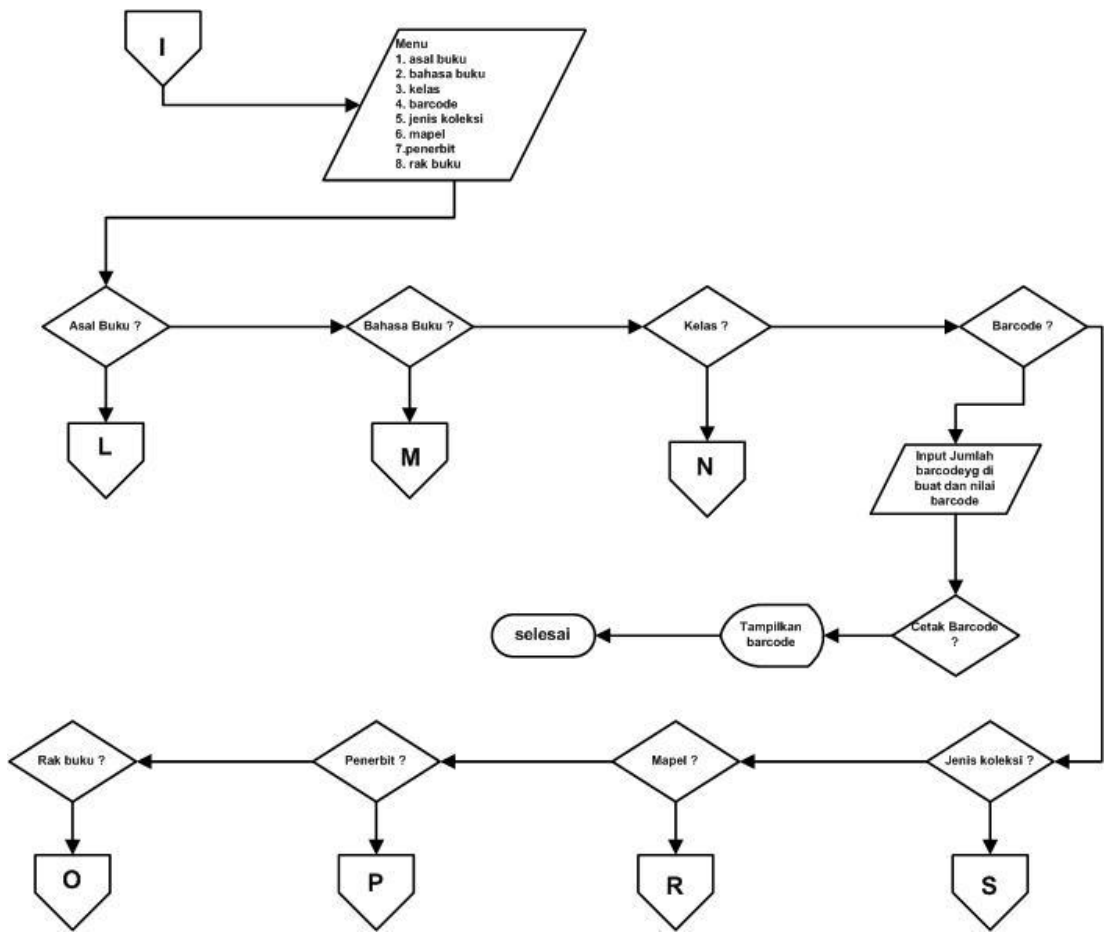 I
Menu
1. asal buku
2. bahasa buku
3. kelas
4. barcode
5. jenis koleksi
6. mapel
7.penerbit
8. rak buku
Asal Buku ?
Bahasa Buku ?
Kelas ?
Barcode ?
L
M
N
Input Jumlah
barcodeyg di
buat dan nilai
barcode
selesai
Tampilkan
barcode
Cetak Barcode
?
Rak buku ?
Penerbit ?
Mapel ?
Jenis koleksi ?
O
P
R
S